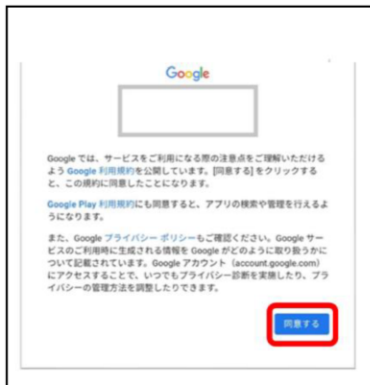 Google
Google では、サービスをご利用になる際の注意点をご理解いただける
よう Google 利用規約を公開しています。[同意する] をクリックする
と、この規約に同意したことになります。
Google Play 利用規約にも同意すると、アプリの検索や管理を行えるよ
うになります。
また、Google プライバシー ポリシーもご確認ください。Google サー
ビスのご利用時に生成される情報を Google がどのように取り扱うかに
ついて記載されています。Google アカウント（account.google.com）
にアクセスすることで、いつでもプライバシー診断を実施したり、プラ
イバシーの管理方法を調整したりできます。
同意する